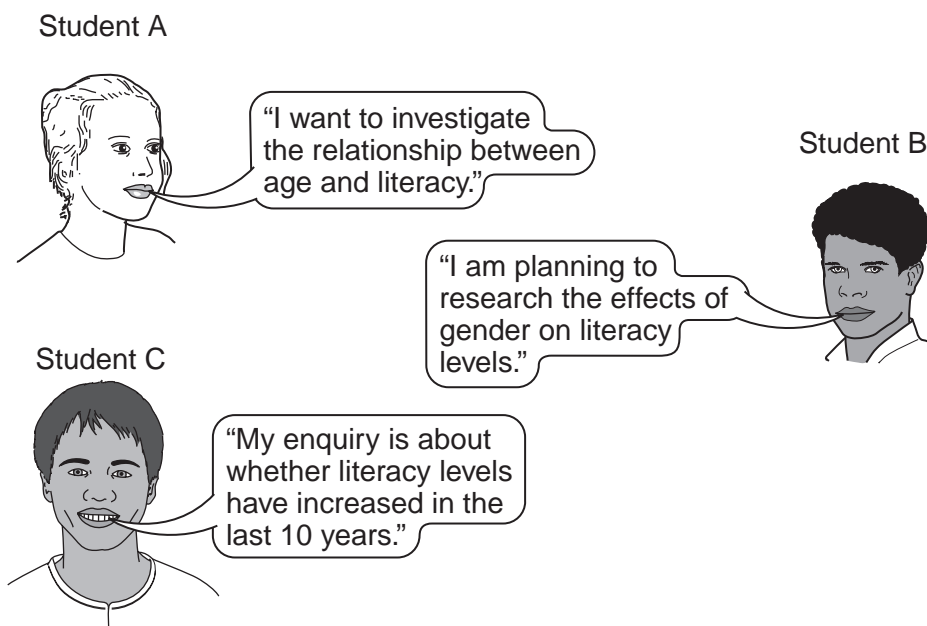 Student A
“I want to investigate
the relationship between
age and literacy.”
Student B
“I am planning to
research the effects of
gender on literacy
levels.”
Student C
“My enquiry is about
whether literacy levels
have increased in the
last 10 years.”